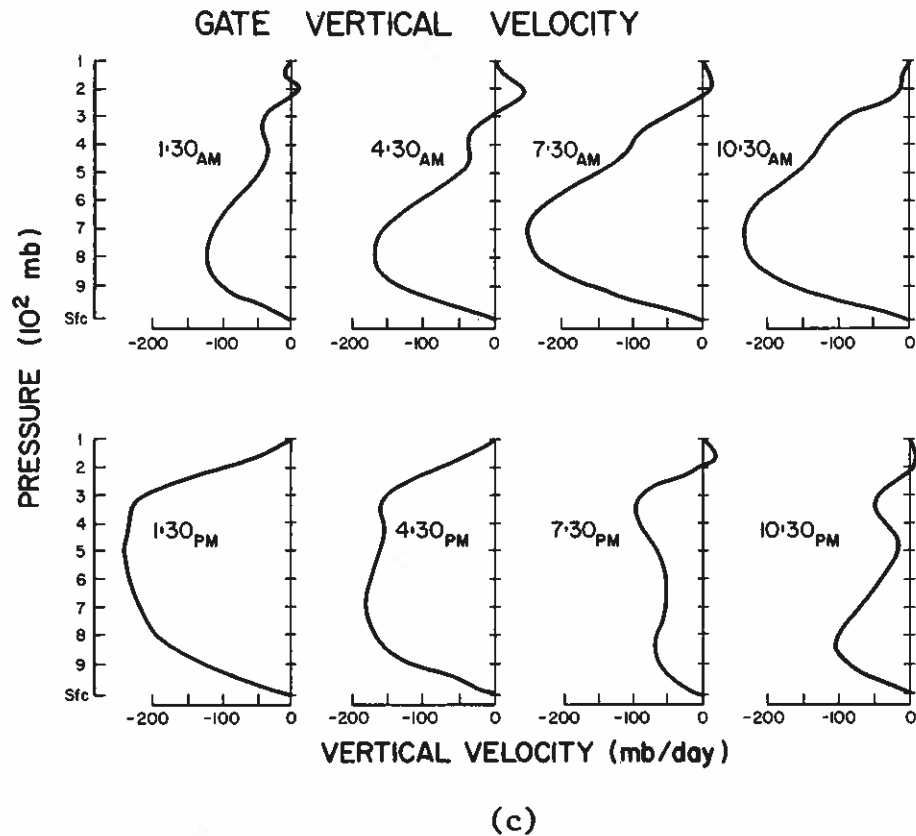 GATE VERTICAL VELOCITY
PRESSURE (10² mb)
1
2
3
4
5
6
7
8
9
Sfc
1:30AM
4:30AM
7:30AM
10:30AM
-200 -100 0
-200 -100 0
-200 -100 0
-200 -100 0
1
2
3
4
5
6
7
8
9
Sfc
1:30PM
4:30PM
7:30PM
10:30PM
-200 -100 0
-200 -100 0
-200 -100 0
-200 -100 0
VERTICAL VELOCITY (mb/day)
(c)